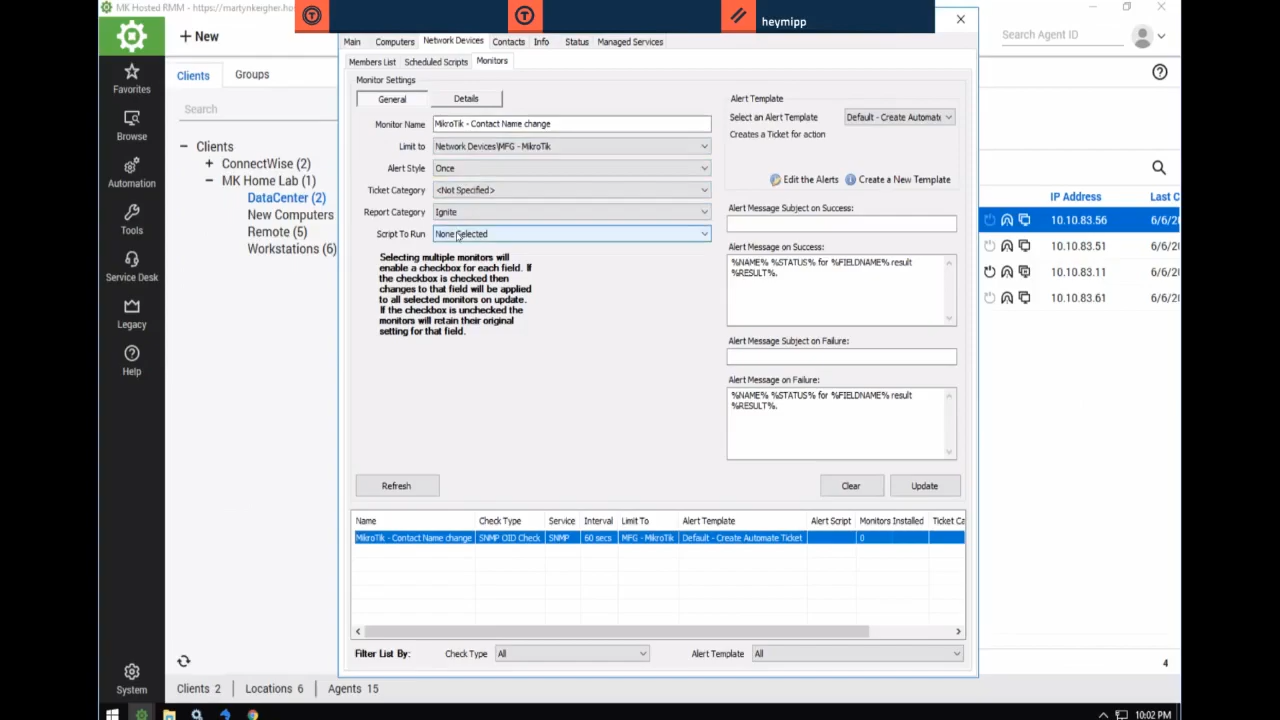 MK Hosted RMM - https://martynkeigher.ho
heymipp
New
Search Agent ID
Main Computers Network Devices Contacts Info Status Managed Services
Members List Scheduled Scripts Monitors
Favorites
Browse
Automation
Tools
Service Desk
Legacy
Help
System
Clients Groups
Search
Clients
ConnectWise (2)
MK Home Lab (1)
DataCenter (2)
New Computers
Remote (5)
Workstations (6)
Monitor Settings
General Details
Monitor Name MikroTik - Contact Name change
Limit to Network Devices\MFG - MikroTik
Alert Style Once
Ticket Category <Not Specified>
Report Category Ignite
Script To Run None Selected
Selecting multiple monitors will
enable a checkbox for each field. If
the checkbox is checked then
changes to that field will be applied
to all selected monitors on update.
If the checkbox is unchecked the
monitors will retain their original
setting for that field.
Alert Template
Select an Alert Template Default - Create Automate
Creates a Ticket for action
Edit the Alerts Create a New Template
Alert Message Subject on Success:
Alert Message on Success:
%NAME% %STATUS% for %FIELDNAME% result
%RESULT%.
Alert Message Subject on Failure:
Alert Message on Failure:
%NAME% %STATUS% for %FIELDNAME% result
%RESULT%.
Refresh Clear Update
Name Check Type Service Interval Limit To Alert Template Alert Script Monitors Installed Ticket Ca
MikroTik - Contact Name change SNMP OID Check SNMP 60 secs MFG - MikroTik Default - Create Automate Ticket 0
Filter List By: Check Type All Alert Template All
IP Address Last C
10.10.83.56 6/6/20
10.10.83.51 6/6/20
10.10.83.11 6/6/20
10.10.83.61 6/6/20
4
Clients 2 Locations 6 Agents 15
10:02 PM